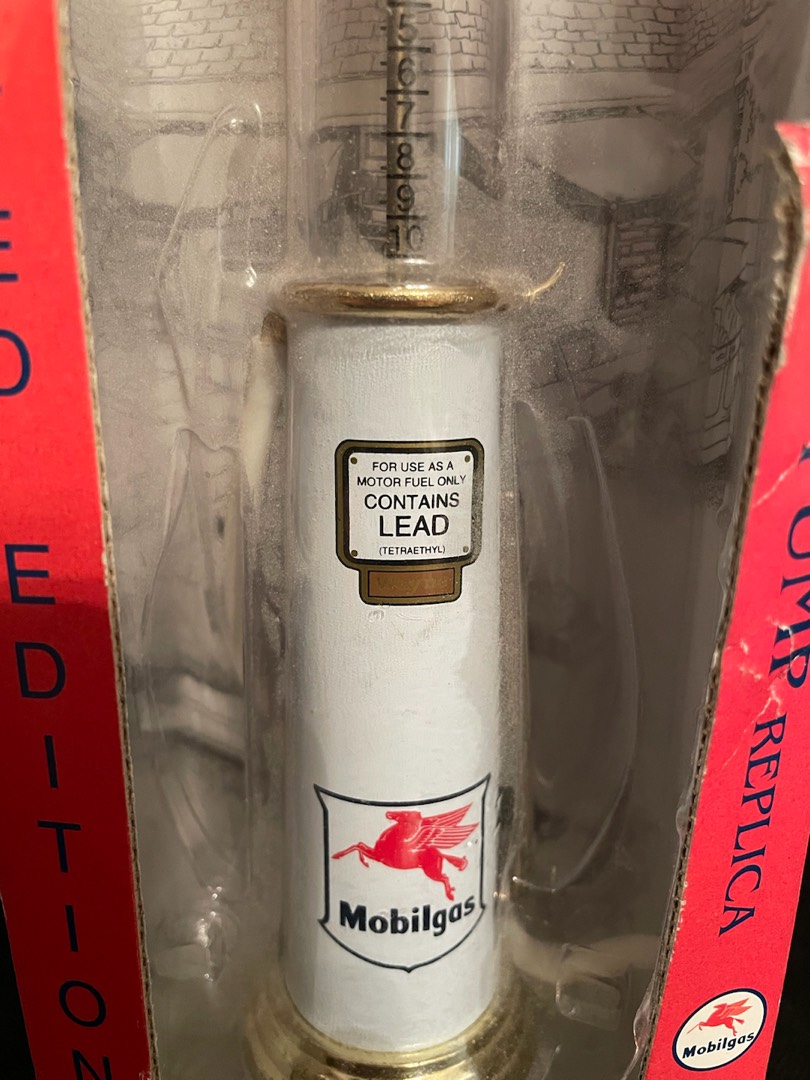 5
6
7
8
9
10
FOR USE AS A
MOTOR FUEL ONLY
CONTAINS
LEAD
(TETRAETHYL)
Mobilgas
EDITION
PUMP REPLICA
Mobilgas